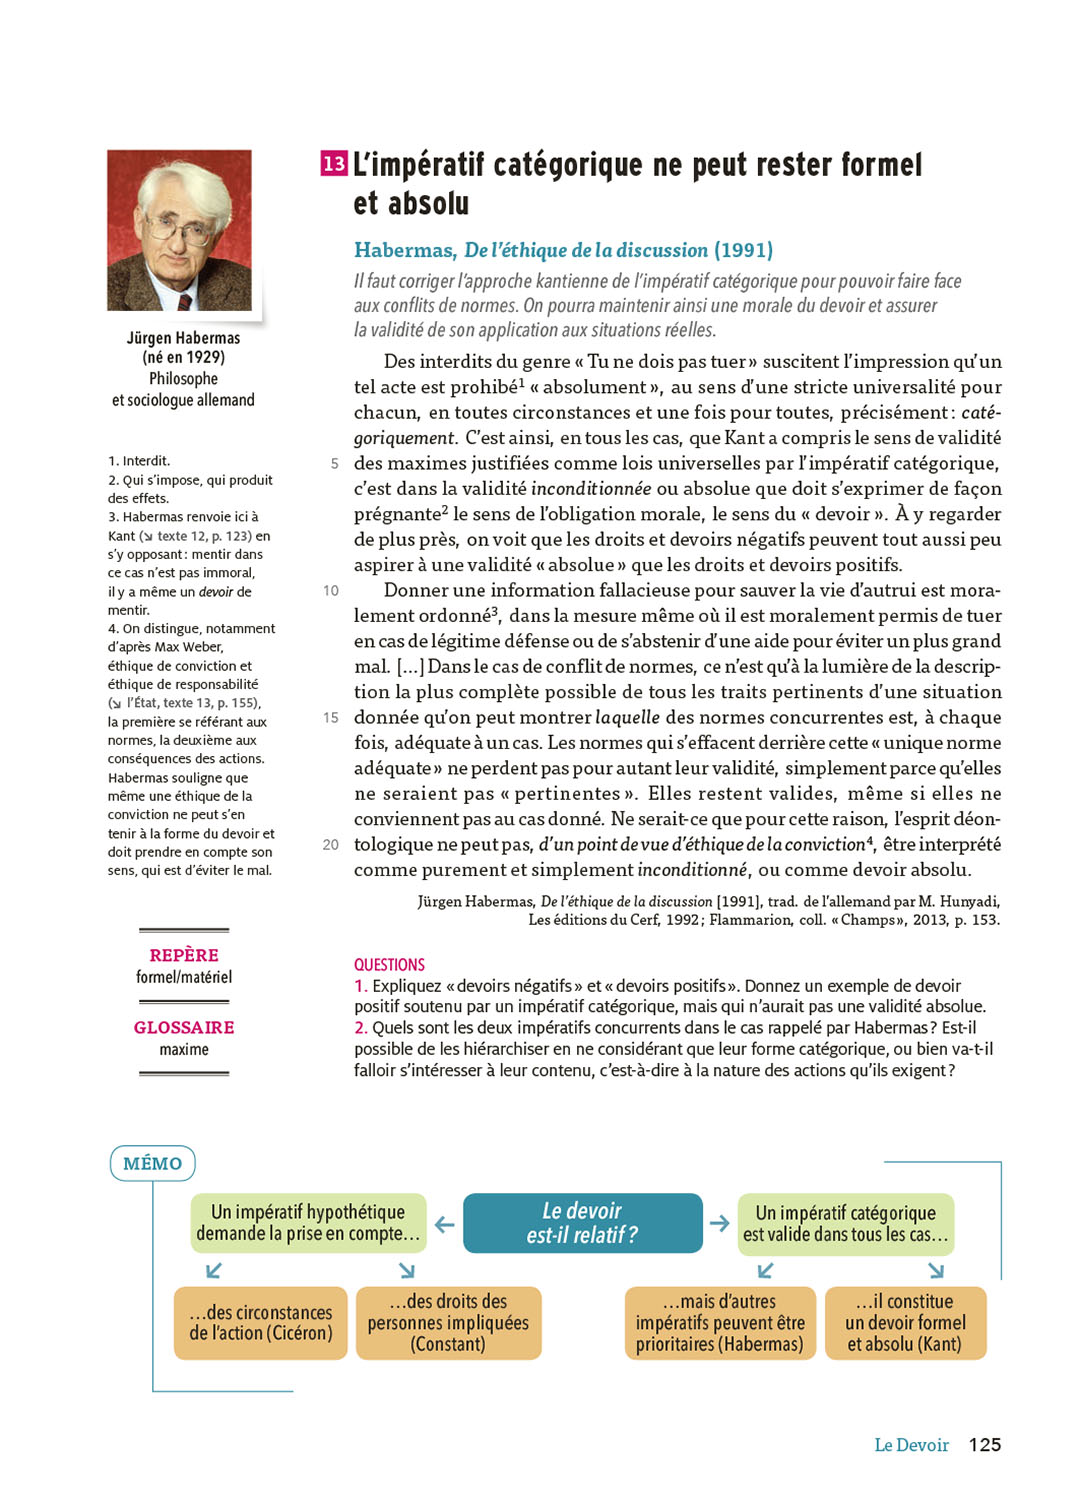 13 L'impératif catégorique ne peut rester formel
et absolu
Habermas, De l'éthique de la discussion (1991)
Il faut corriger l'approche kantienne de l'impératif catégorique pour pouvoir faire face
aux conflits de normes. On pourra maintenir ainsi une morale du devoir et assurer
la validité de son application aux situations réelles.
Jürgen Habermas
(né en 1929)
Philosophe
et sociologue allemand
Des interdits du genre « Tu ne dois pas tuer » suscitent l'impression qu'un
tel acte est prohibé1 « absolument », au sens d'une stricte universalité pour
chacun, en toutes circonstances et une fois pour toutes, précisément : caté-
goriquement. C'est ainsi, en tous les cas, que Kant a compris le sens de validité
5 des maximes justifiées comme lois universelles par l'impératif catégorique,
c'est dans la validité inconditionnée ou absolue que doit s'exprimer de façon
prégnante2 le sens de l'obligation morale, le sens du « devoir ». À y regarder
de plus près, on voit que les droits et devoirs négatifs peuvent tout aussi peu
aspirer à une validité « absolue » que les droits et devoirs positifs.
10 Donner une information fallacieuse pour sauver la vie d'autrui est mora-
lement ordonné3, dans la mesure même où il est moralement permis de tuer
en cas de légitime défense ou de s'abstenir d'une aide pour éviter un plus grand
mal. [...] Dans le cas de conflit de normes, ce n'est qu'à la lumière de la descrip-
tion la plus complète possible de tous les traits pertinents d'une situation
15 donnée qu'on peut montrer laquelle des normes concurrentes est, à chaque
fois, adéquate à un cas. Les normes qui s'effacent derrière cette « unique norme
adéquate » ne perdent pas pour autant leur validité, simplement parce qu'elles
ne seraient pas « pertinentes ». Elles restent valides, même si elles ne
conviennent pas au cas donné. Ne serait-ce que pour cette raison, l'esprit déon-
20 tologique ne peut pas, d'un point de vue d'éthique de la conviction4, être interprété
comme purement et simplement inconditionné, ou comme devoir absolu.
Jürgen Habermas, De l'éthique de la discussion [1991], trad. de l'allemand par M. Hunyadi,
Les éditions du Cerf, 1992 ; Flammarion, coll. « Champs », 2013, p. 153.
1. Interdit.
2. Qui s'impose, qui produit
des effets.
3. Habermas renvoie ici à
Kant (↘ texte 12, p. 123) en
s'y opposant : mentir dans
ce cas n'est pas immoral,
il y a même un devoir de
mentir.
4. On distingue, notamment
d'après Max Weber,
éthique de conviction et
éthique de responsabilité
(↘ l'État, texte 13, p. 155),
la première se référant aux
normes, la deuxième aux
conséquences des actions.
Habermas souligne que
même une éthique de la
conviction ne peut s'en
tenir à la forme du devoir et
doit prendre en compte son
sens, qui est d'éviter le mal.
REPÈRE
formel/matériel
GLOSSAIRE
maxime
QUESTIONS
1. Expliquez « devoirs négatifs » et « devoirs positifs ». Donnez un exemple de devoir
positif soutenu par un impératif catégorique, mais qui n'aurait pas une validité absolue.
2. Quels sont les deux impératifs concurrents dans le cas rappelé par Habermas ? Est-il
possible de les hiérarchiser en ne considérant que leur forme catégorique, ou bien va-t-il
falloir s'intéresser à leur contenu, c'est-à-dire à la nature des actions qu'ils exigent ?
MÉMO
Un impératif hypothétique
demande la prise en compte...
Le devoir
est-il relatif ?
Un impératif catégorique
est valide dans tous les cas...
...des circonstances
de l'action (Cicéron)
...des droits des
personnes impliquées
(Constant)
...mais d'autres
impératifs peuvent être
prioritaires (Habermas)
...il constitue
un devoir formel
et absolu (Kant)
Le Devoir 125